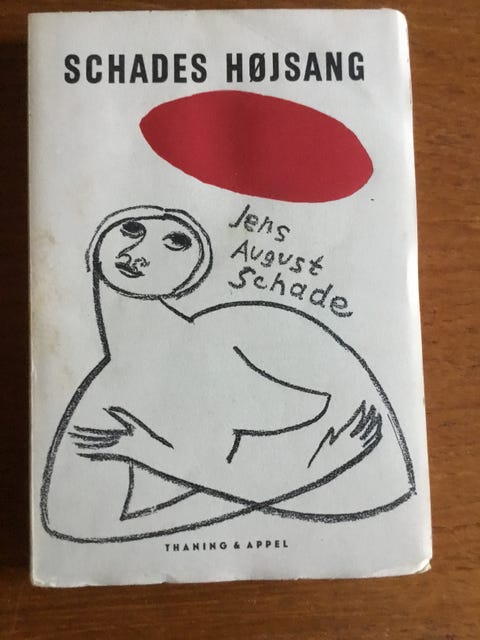 SCHADES HØJSANG
Jens
August
Schade
THANING & APPEL